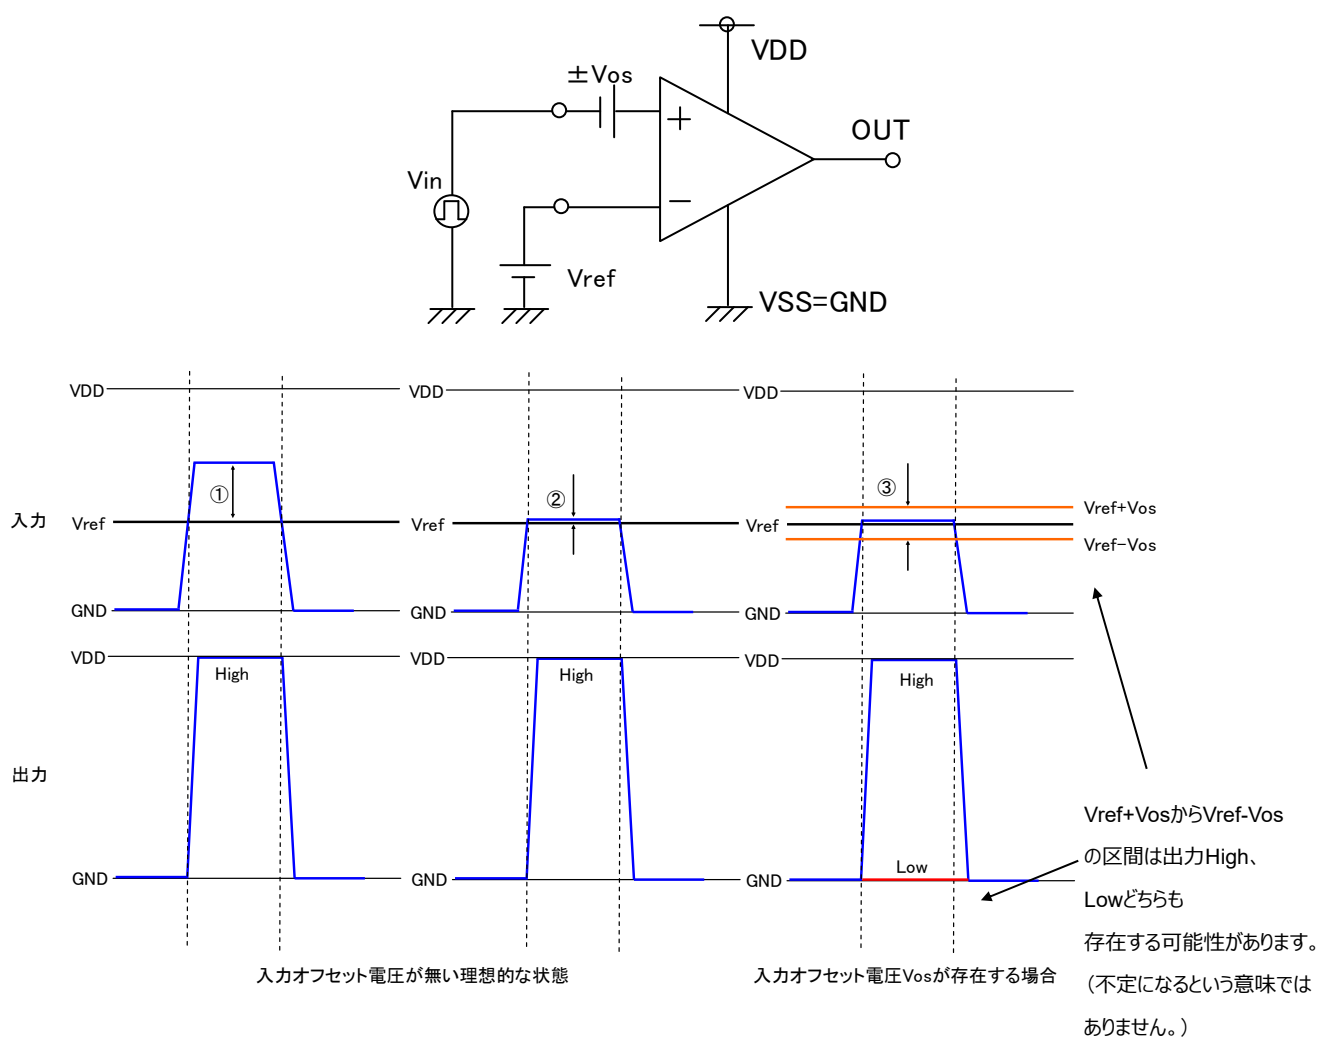 VDD
±Vos
OUT
Vin
Vref
VSS=GND
VDD
VDD
VDD
入力
①
②
③
Vref
Vref
Vref
Vref+Vos
Vref-Vos
GND
GND
GND
VDD
VDD
VDD
High
High
High
出力
Low
GND
GND
GND
Vref+VosからVref-Vos
の区間は出力High、
Lowどちらも
存在する可能性があります。
（不定になるという意味では
ありません。）
入力オフセット電圧が無い理想的な状態
入力オフセット電圧Vosが存在する場合